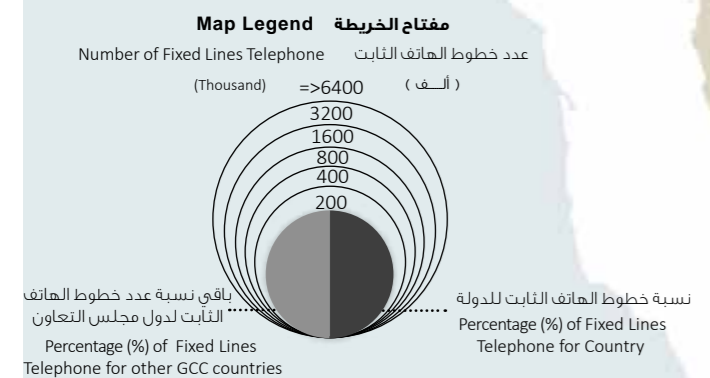 Map Legend مفتاح الخريطة
Number of Fixed Lines Telephone عدد خطوط الهاتف الثابت
(Thousand) =>6400 ( ألـــف )
3200
1600
800
400
200
باقي نسبة عدد خطوط الهاتف
الثابت لدول مجلس التعاون
Percentage (%) of Fixed Lines
Telephone for other GCC countries
نسبة خطوط الهاتف الثابت للدولة
Percentage (%) of Fixed Lines
Telephone for Country